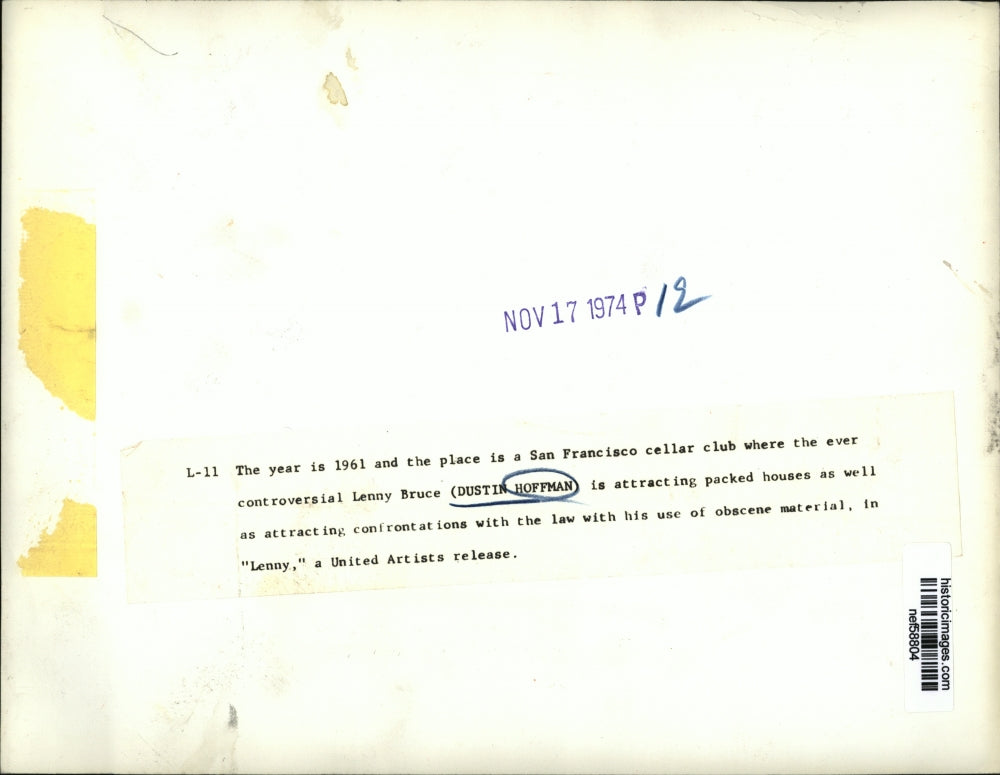 NOV 17 1974 P 12
L-11 The year is 1961 and the place is a San Francisco cellar club where the ever
controversial Lenny Bruce (DUSTIN HOFFMAN) is attracting packed houses as well
as attracting confrontations with the law with his use of obscene material, in
"Lenny," a United Artists release.
historicimages.com
nef58804